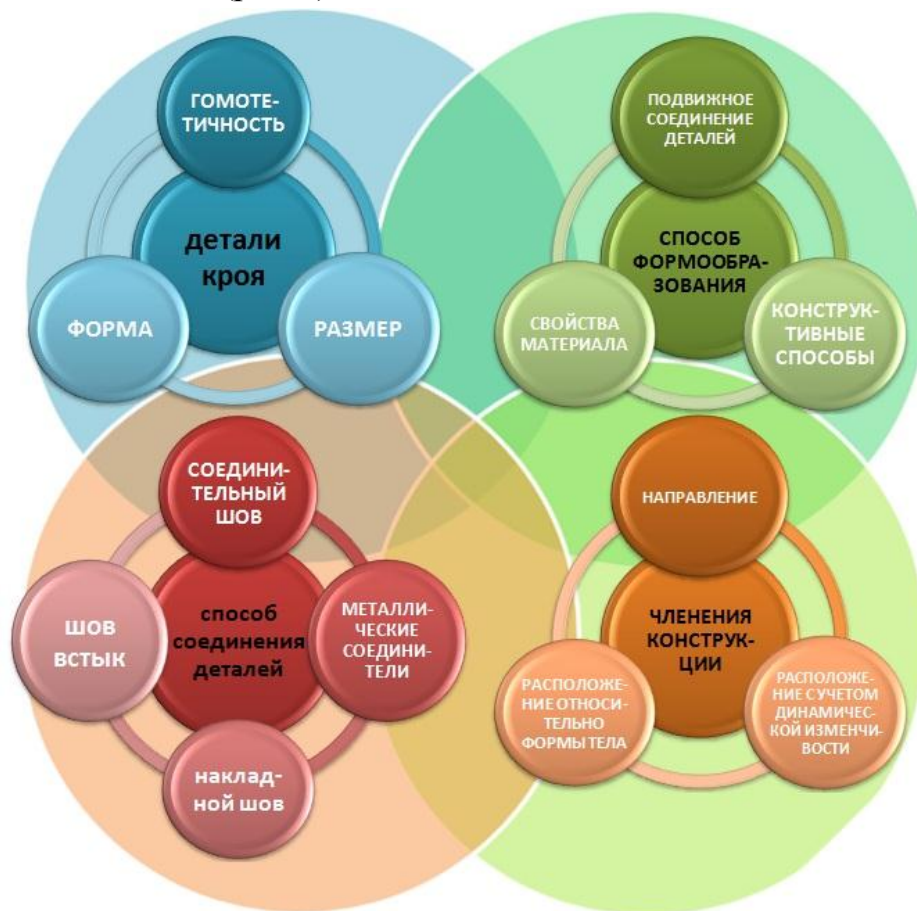 ГОМОТЕ-
ТИЧНОСТЬ
детали
кроя
ФОРМА
РАЗМЕР
ПОДВИЖНОЕ
СОЕДИНЕНИЕ
ДЕТАЛЕЙ
СПОСОБ
ФОРМООБРА-
ЗОВАНИЯ
СВОЙСТВА
МАТЕРИАЛА
КОНСТРУК-
ТИВНЫЕ
СПОСОБЫ
СОЕДИНИ-
ТЕЛЬНЫЙ
ШОВ
ШОВ
ВСТЫК
способ
соединения
деталей
МЕТАЛЛИ-
ЧЕСКИЕ
СОЕДИНИ-
ТЕЛИ
наклад-
ной шов
НАПРАВЛЕНИЕ
ЧЛЕНЕНИЯ
КОНСТРУК-
ЦИИ
РАСПОЛОЖЕ-
НИЕ ОТНОСИ-
ТЕЛЬНО
ФОРМЫ ТЕЛА
РАСПОЛОЖЕ-
НИЕ С УЧЕТОМ
ДИНАМИЧЕС-
КОЙ ИЗМЕНЧИ-
ВОСТИ